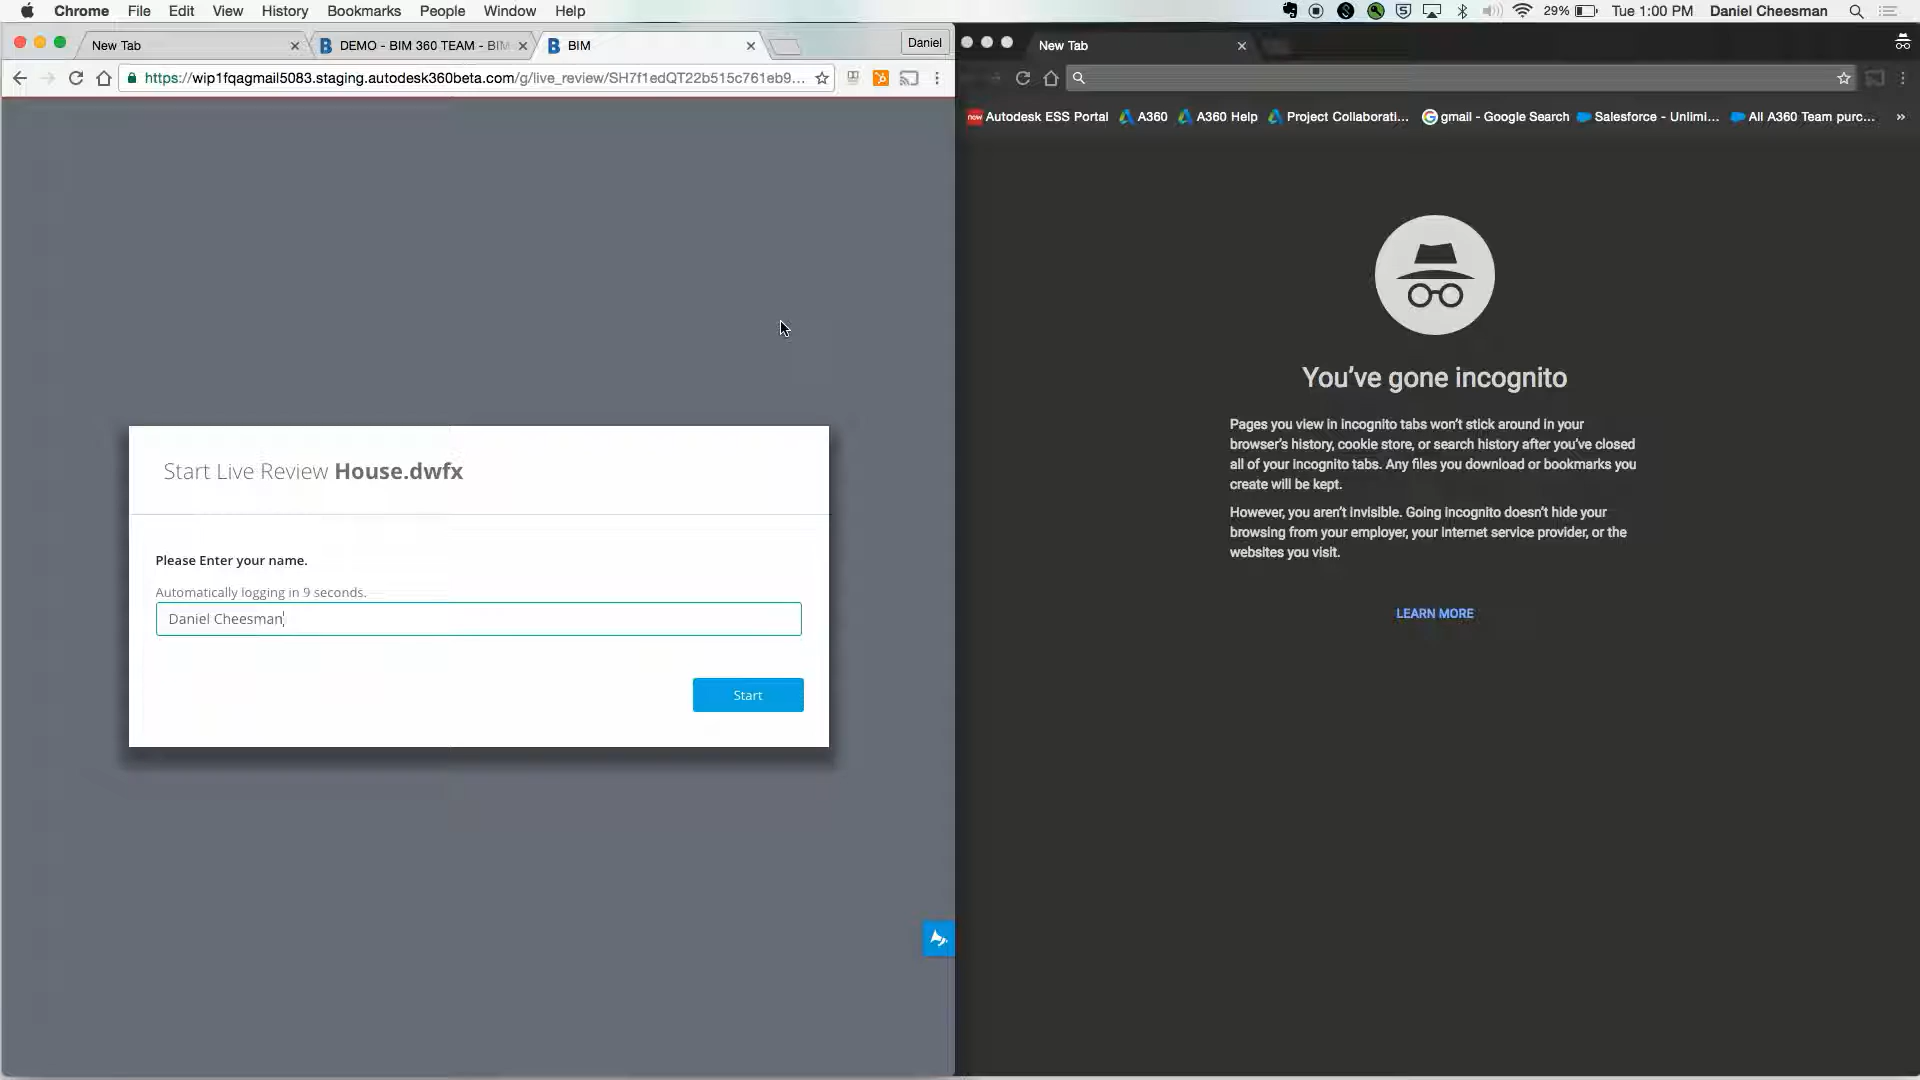 Chrome File Edit View History Bookmarks People Window Help 29% Tue 1:00 PM Daniel Cheesman
New Tab DEMO - BIM 360 TEAM - BIM BIM Daniel
https://wip1fqagmail5083.staging.autodesk360beta.com/g/live_review/SH7f1edQT22b515c761eb9...
Start Live Review House.dwfx
Please Enter your name.
Automatically logging in 9 seconds.
Daniel Cheesman
Start
New Tab
Autodesk ESS Portal A360 A360 Help Project Collaborati... gmail - Google Search Salesforce - Unlimi... All A360 Team purc... »
You've gone incognito
Pages you view in incognito tabs won't stick around in your
browser's history, cookie store, or search history after you've closed
all of your incognito tabs. Any files you download or bookmarks you
create will be kept.
However, you aren't invisible. Going incognito doesn't hide your
browsing from your employer, your internet service provider, or the
websites you visit.
LEARN MORE